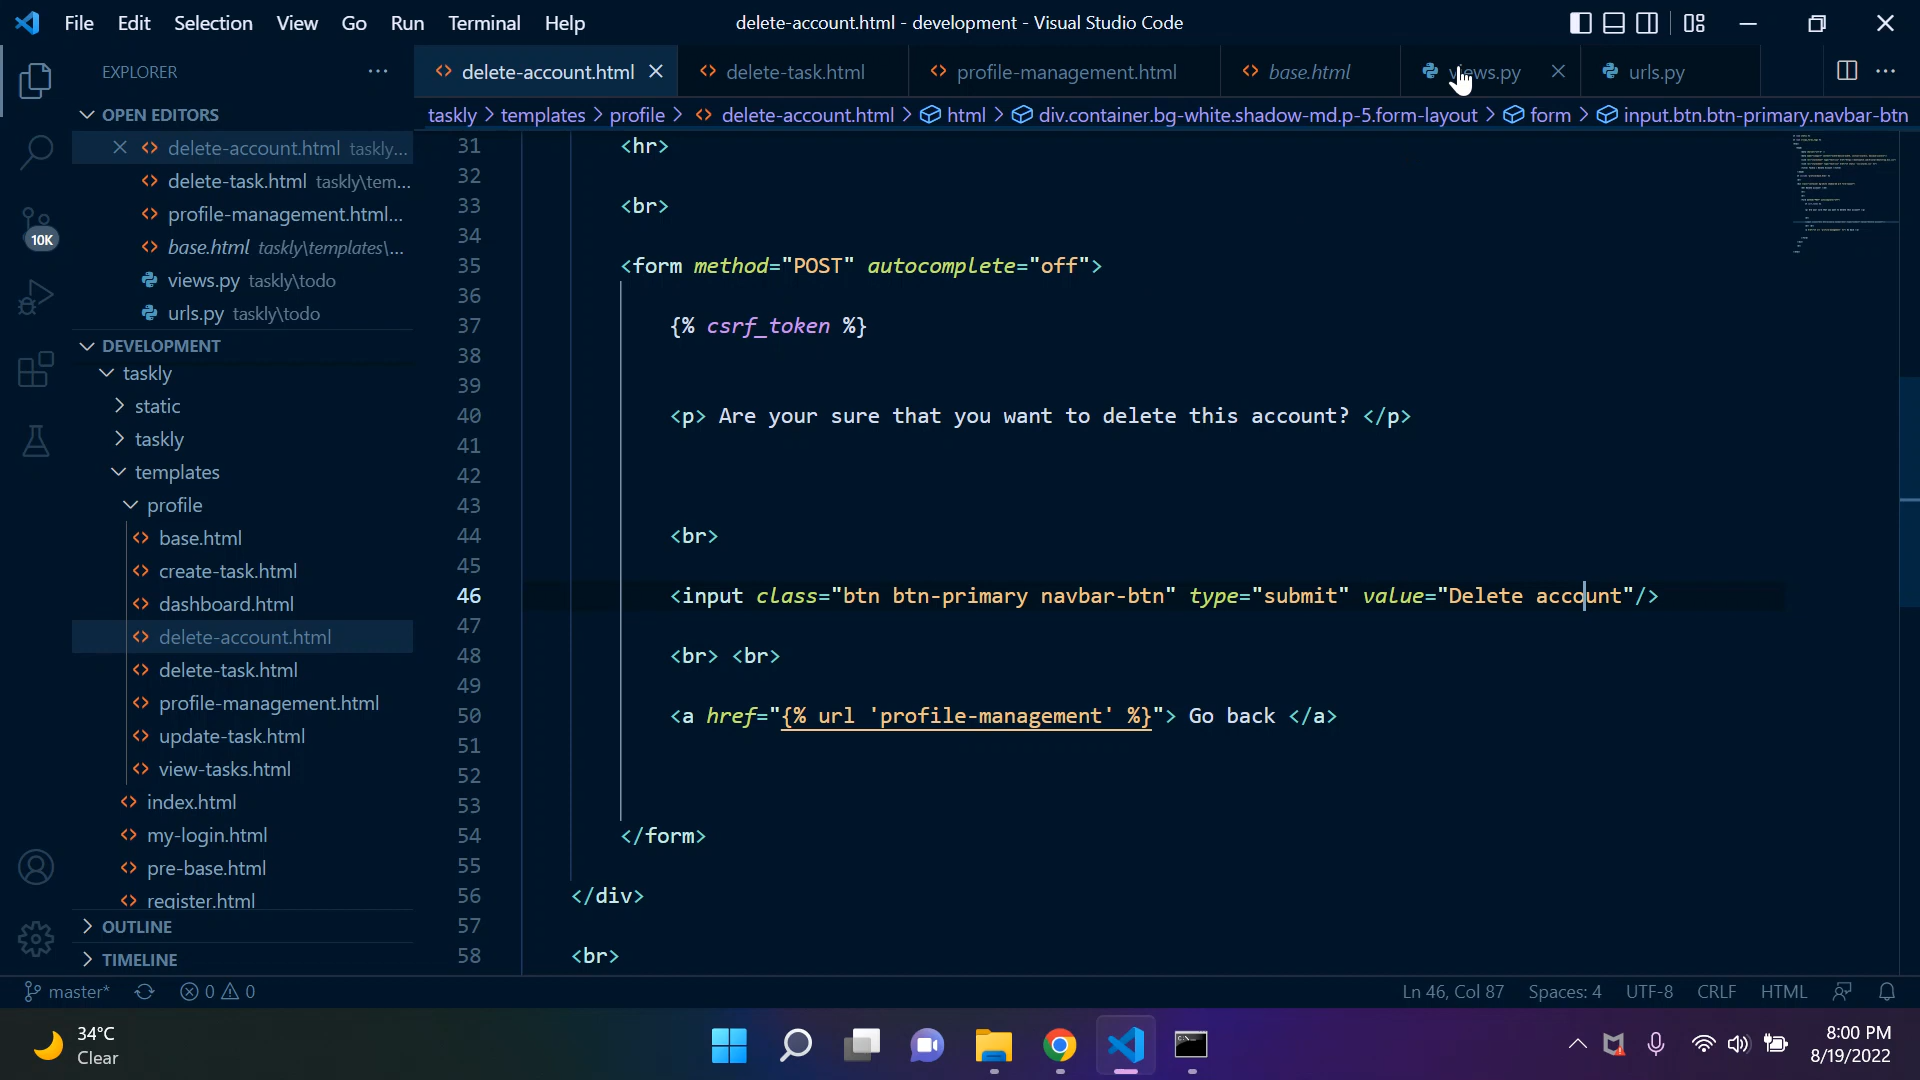 File Edit Selection View Go Run Terminal Help
delete-account.html - development - Visual Studio Code
EXPLORER
OPEN EDITORS
delete-account.html taskly...
delete-task.html taskly\tem...
profile-management.html...
base.html taskly\templates\...
views.py taskly\todo
urls.py taskly\todo
DEVELOPMENT
taskly
static
taskly
templates
profile
base.html
create-task.html
dashboard.html
delete-account.html
delete-task.html
profile-management.html
update-task.html
view-tasks.html
index.html
my-login.html
pre-base.html
register.html
OUTLINE
TIMELINE
10K
delete-account.html delete-task.html profile-management.html base.html views.py urls.py
taskly > templates > profile > delete-account.html > html > div.container.bg-white.shadow-md.p-5.form-layout > form > input.btn.btn-primary.navbar-btn
31 <hr>
32
33 <br>
34
35 <form method="POST" autocomplete="off">
36
37 {% csrf_token %}
38
39
40 <p> Are your sure that you want to delete this account? </p>
41
42
43
44 <br>
45
46 <input class="btn btn-primary navbar-btn" type="submit" value="Delete account"/>
47
48 <br> <br>
49
50 <a href="{% url 'profile-management' %}"> Go back </a>
51
52
53
54 </form>
55
56 </div>
57
58 <br>
master* 0 0
Ln 46, Col 87 Spaces: 4 UTF-8 CRLF HTML
34°C
Clear
8:00 PM
8/19/2022